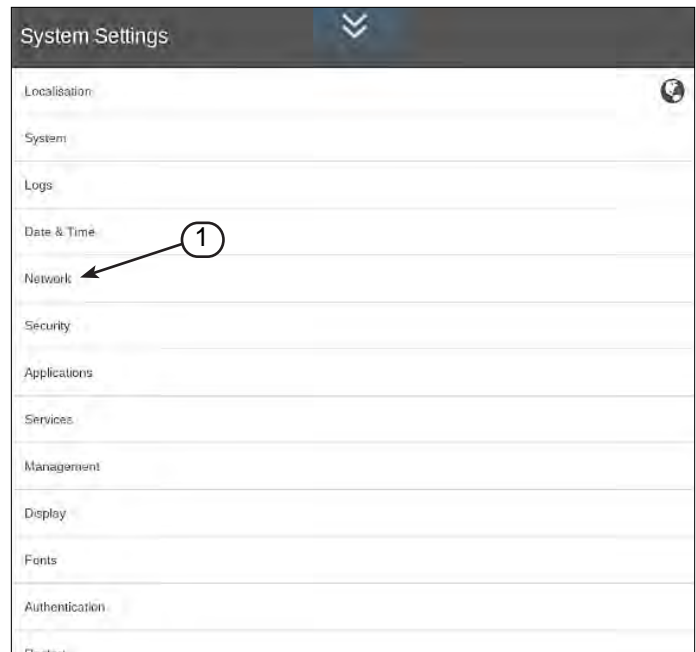 System Settings
Localisation
System
Logs
Date & Time
1
Network
Security
Applications
Services
Management
Display
Fonts
Authentication